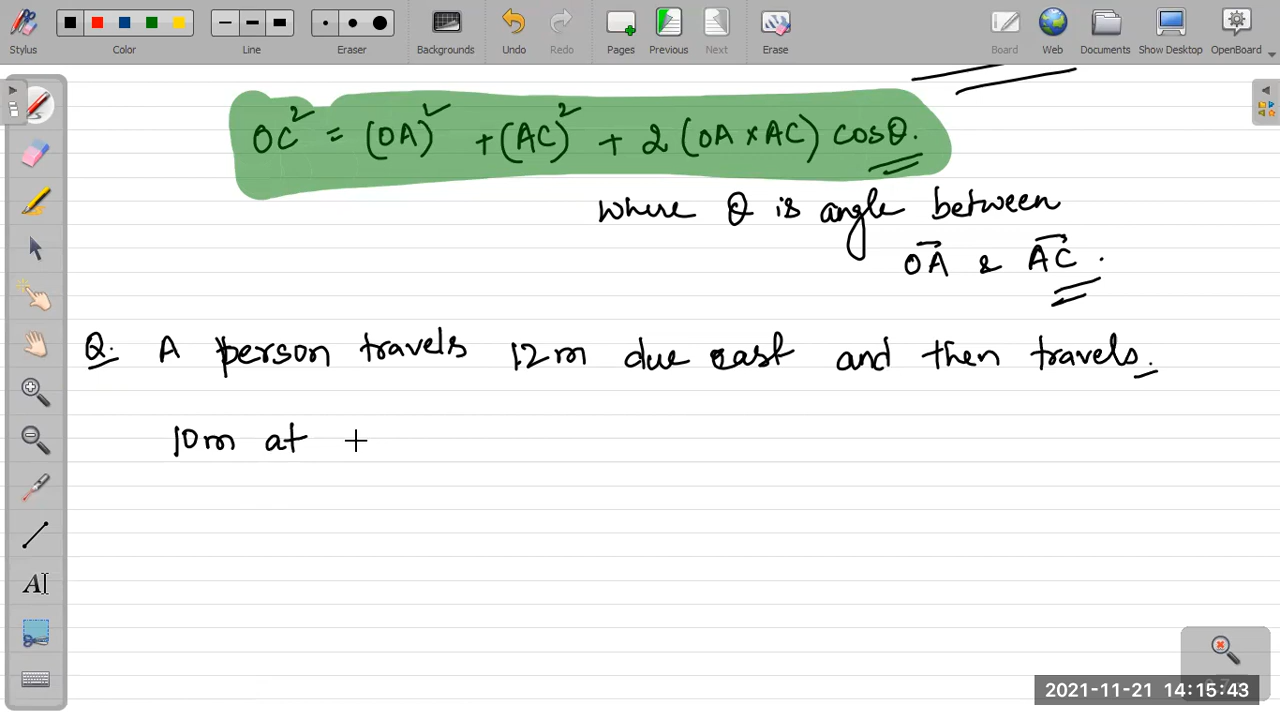 Stylus
Color
Line
Eraser
Backgrounds
Undo
Redo
Pages
Previous
Next
Erase
Board
Web
Documents
Show Desktop
OpenBoard
OC² = (OA)² + (AC)² + 2 (OA × AC) cosθ.
where θ is angle between
OA⃗ & AC⃗ .
Q. A person travels 12m due east and then travels.
10m at
2021-11-21 14:15:43